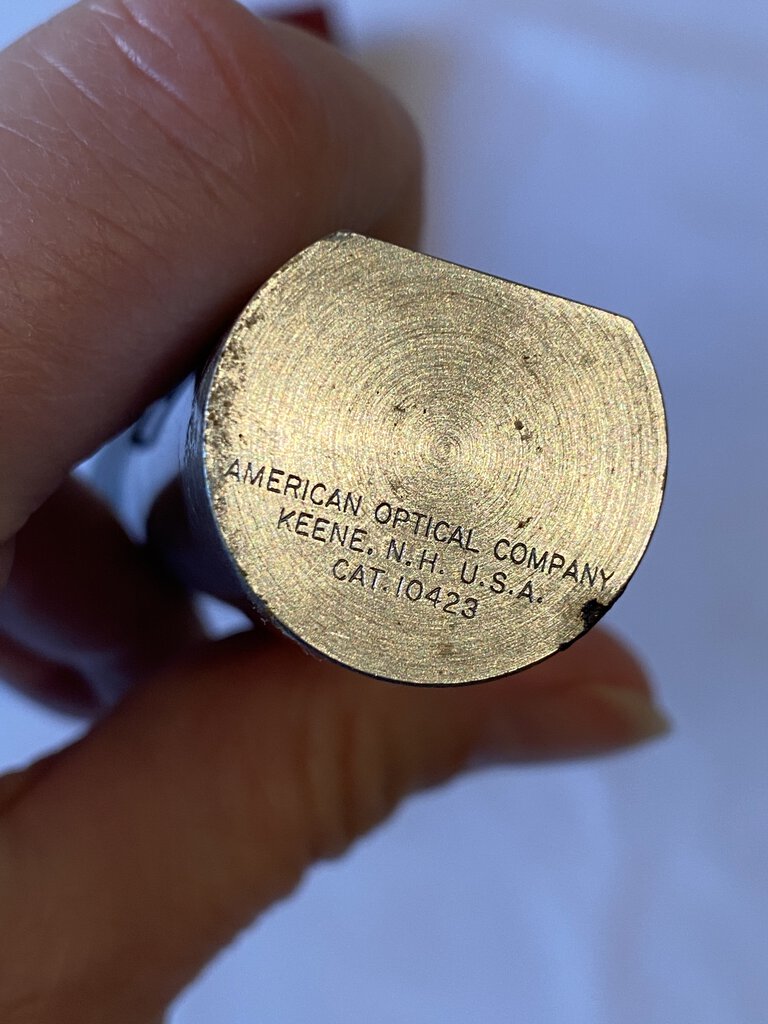 AMERICAN OPTICAL COMPANY
KEENE, N.H. U.S.A.
CAT. 10423